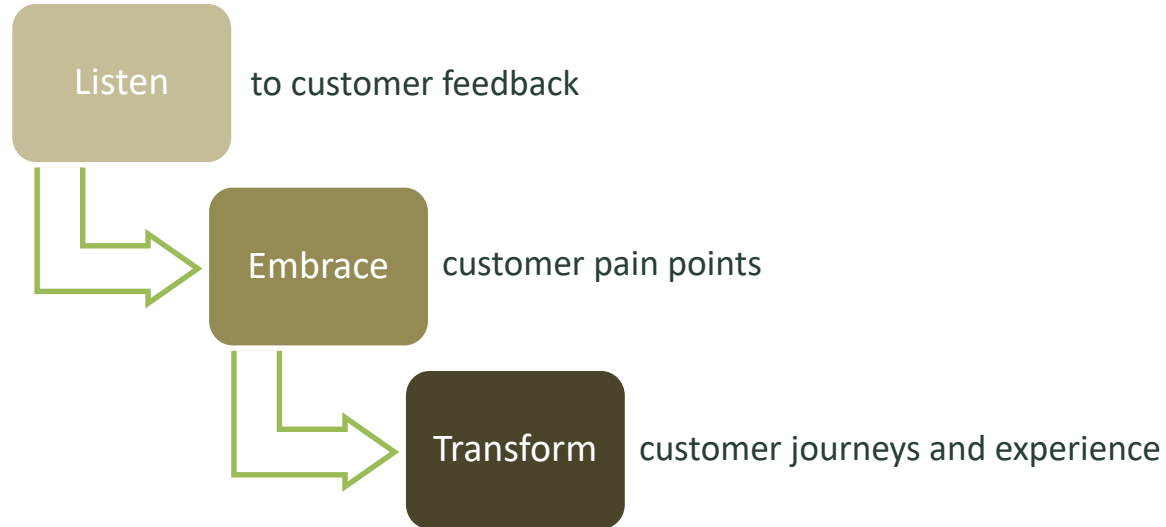 Listen to customer feedback
Embrace customer pain points
Transform customer journeys and experience